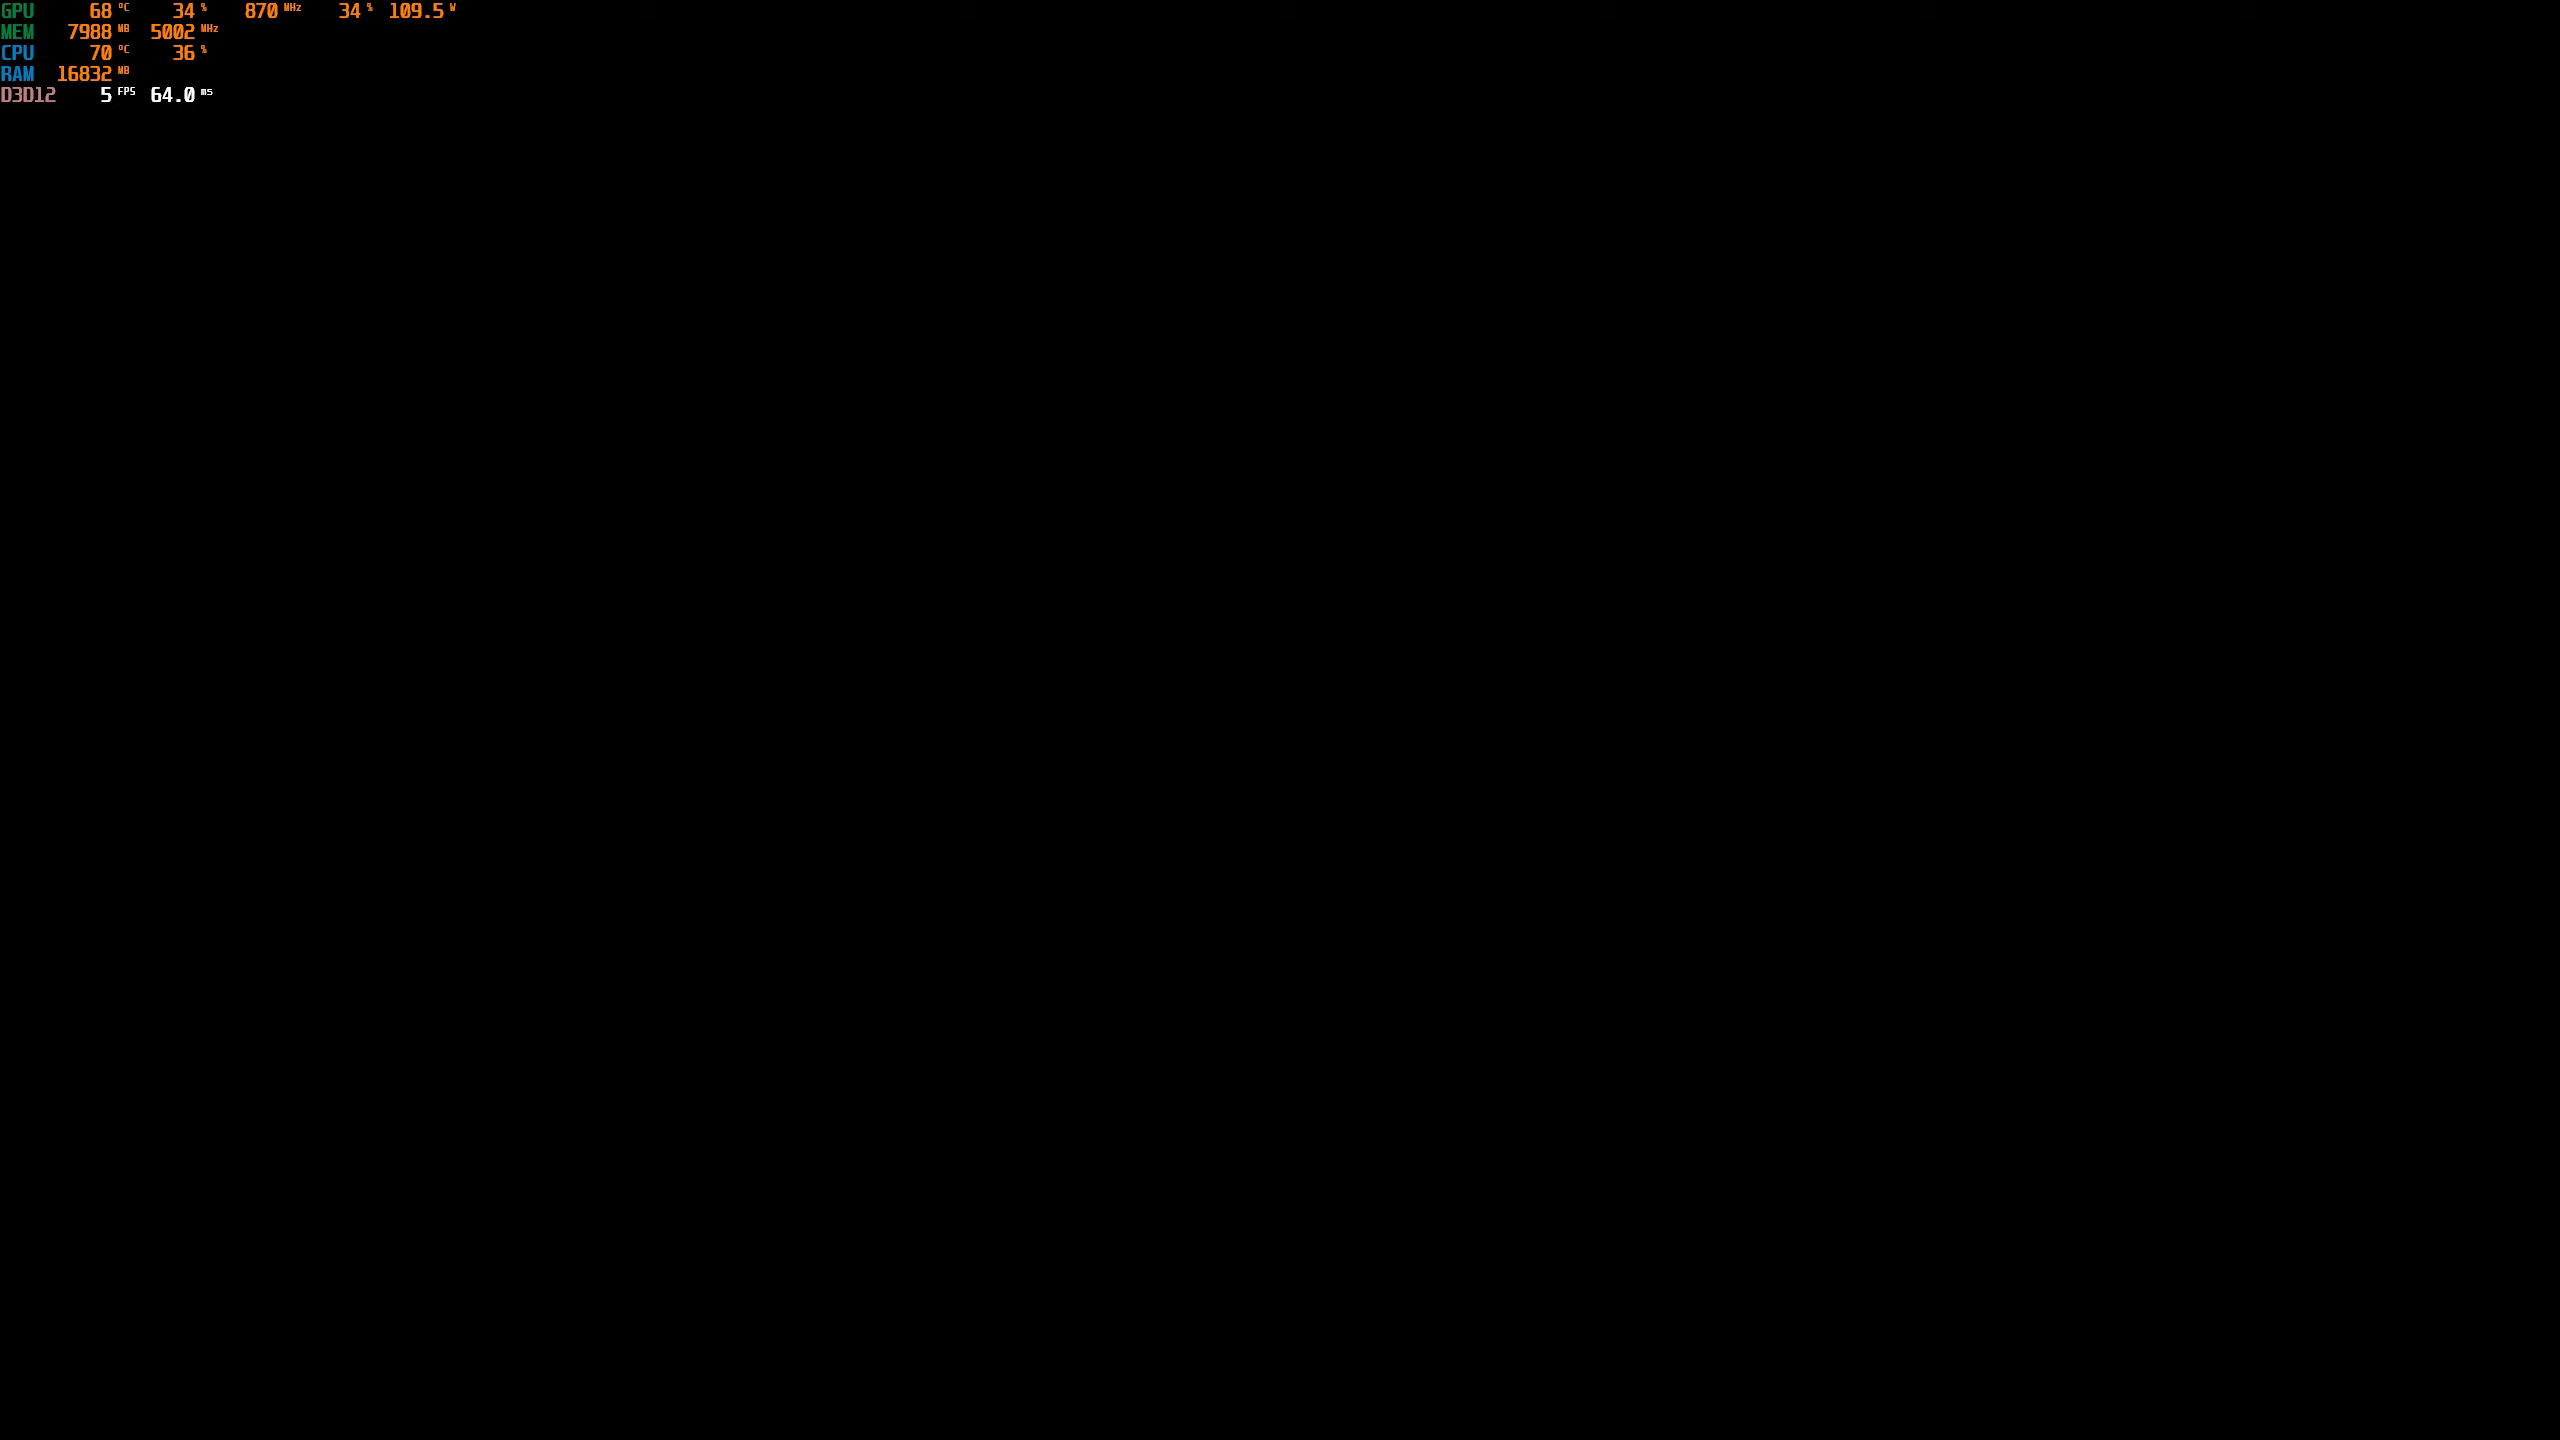 GPU 68 °C 34 % 870 MHz 34 % 109.5 W
MEM 7988 MB 5002 MHz
CPU 70 °C 36 %
RAM 16832 MB
D3D12 5 FPS 64.0 ms